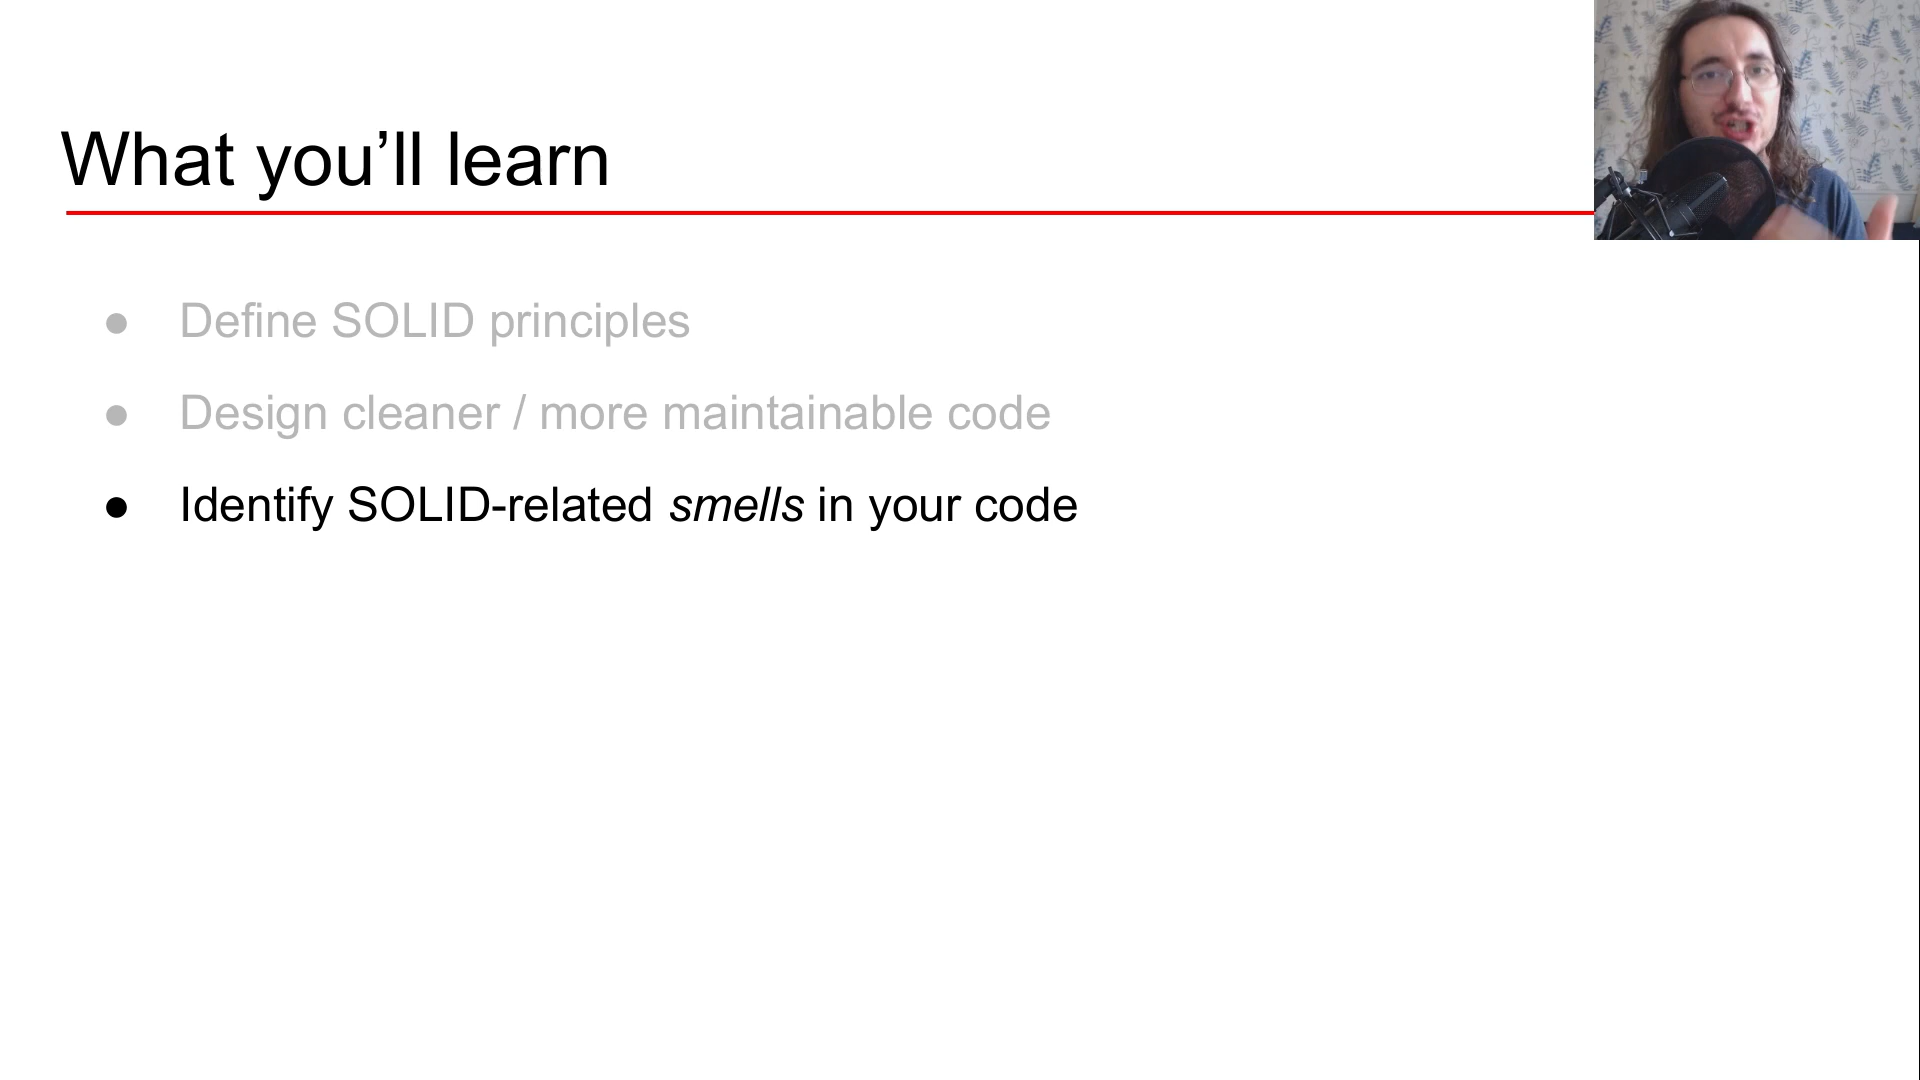 What you’ll learn
● Define SOLID principles
● Design cleaner / more maintainable code
● Identify SOLID-related smells in your code